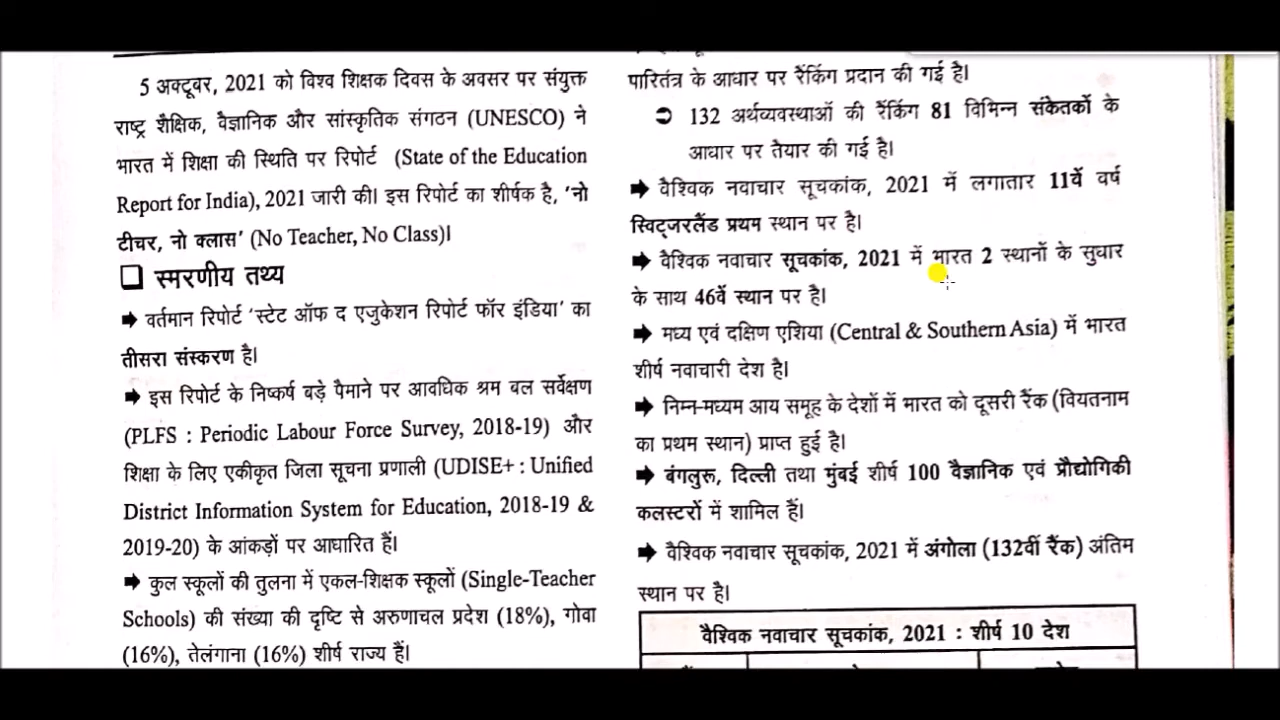 5 अक्टूबर, 2021 को विश्व शिक्षक दिवस के अवसर पर संयुक्त
राष्ट्र शैक्षिक, वैज्ञानिक और सांस्कृतिक संगठन (UNESCO) ने
भारत में शिक्षा की स्थिति पर रिपोर्ट (State of the Education
Report for India), 2021 जारी की। इस रिपोर्ट का शीर्षक है, ‘नो
टीचर, नो क्लास’ (No Teacher, No Class)।
स्मरणीय तथ्य
➡ वर्तमान रिपोर्ट ‘स्टेट ऑफ द एजुकेशन रिपोर्ट फॉर इंडिया’ का
तीसरा संस्करण है।
➡ इस रिपोर्ट के निष्कर्ष बड़े पैमाने पर आवधिक श्रम बल सर्वेक्षण
(PLFS : Periodic Labour Force Survey, 2018-19) और
शिक्षा के लिए एकीकृत जिला सूचना प्रणाली (UDISE+ : Unified
District Information System for Education, 2018-19 &
2019-20) के आंकड़ों पर आधारित हैं।
➡ कुल स्कूलों की तुलना में एकल-शिक्षक स्कूलों (Single-Teacher
Schools) की संख्या की दृष्टि से अरुणाचल प्रदेश (18%), गोवा
(16%), तेलंगाना (16%) शीर्ष राज्य हैं।
पारितंत्र के आधार पर रैंकिंग प्रदान की गई है।
➲ 132 अर्थव्यवस्थाओं की रैंकिंग 81 विभिन्न संकेतकों के
आधार पर तैयार की गई है।
➡ वैश्विक नवाचार सूचकांक, 2021 में लगातार 11वें वर्ष
स्विट्जरलैंड प्रथम स्थान पर है।
➡ वैश्विक नवाचार सूचकांक, 2021 में भारत 2 स्थानों के सुधार
के साथ 46वें स्थान पर है।
➡ मध्य एवं दक्षिण एशिया (Central & Southern Asia) में भारत
शीर्ष नवाचारी देश है।
➡ निम्न-मध्यम आय समूह के देशों में भारत को दूसरी रैंक (वियतनाम
का प्रथम स्थान) प्राप्त हुई है।
➡ बंगलुरू, दिल्ली तथा मुंबई शीर्ष 100 वैज्ञानिक एवं प्रौद्योगिकी
कलस्टरों में शामिल हैं।
➡ वैश्विक नवाचार सूचकांक, 2021 में अंगोला (132वीं रैंक) अंतिम
स्थान पर है।
वैश्विक नवाचार सूचकांक, 2021 : शीर्ष 10 देश